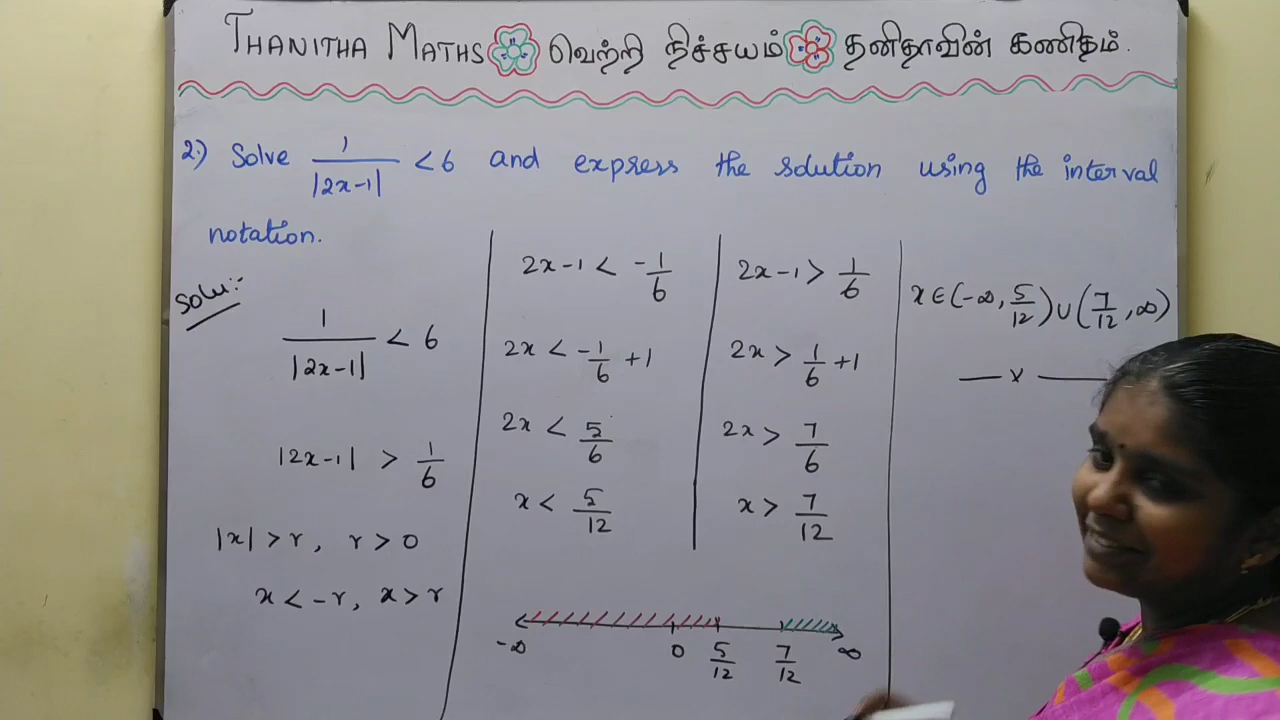 THANITHA MATHS வெற்றி நிச்சயம் தனிதாவின் கணிதம்.
2.) Solve 1/|2x-1| < 6 and express the solution using the interval
notation.
Solu:-
1/|2x-1| < 6
|2x-1| > 1/6
|x| > r, r > 0
x < -r, x > r
2x-1 < -1/6
2x < -1/6 +1
2x < 5/6
x < 5/12
2x-1 > 1/6
2x > 1/6 +1
2x > 7/6
x > 7/12
-∞ 0 5/12 7/12 ∞
x∈(-∞, 5/12)∪(7/12, ∞)
— x —